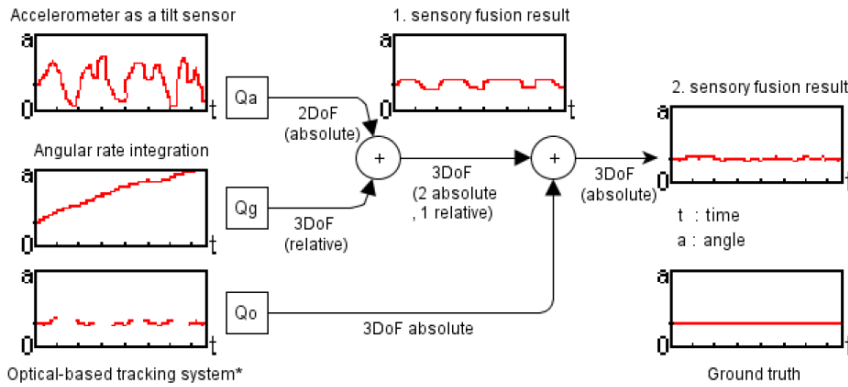 Accelerometer as a tilt sensor
a
0
t
Qa
2DoF
(absolute)
1. sensory fusion result
a
0
t
2. sensory fusion result
a
0
t
Angular rate integration
a
0
t
Qg
3DoF
(relative)
+
3DoF
(2 absolute
, 1 relative)
+
3DoF
(absolute)
t : time
a : angle
a
0
t
Qo
3DoF absolute
a
0
t
Optical-based tracking system*
Ground truth